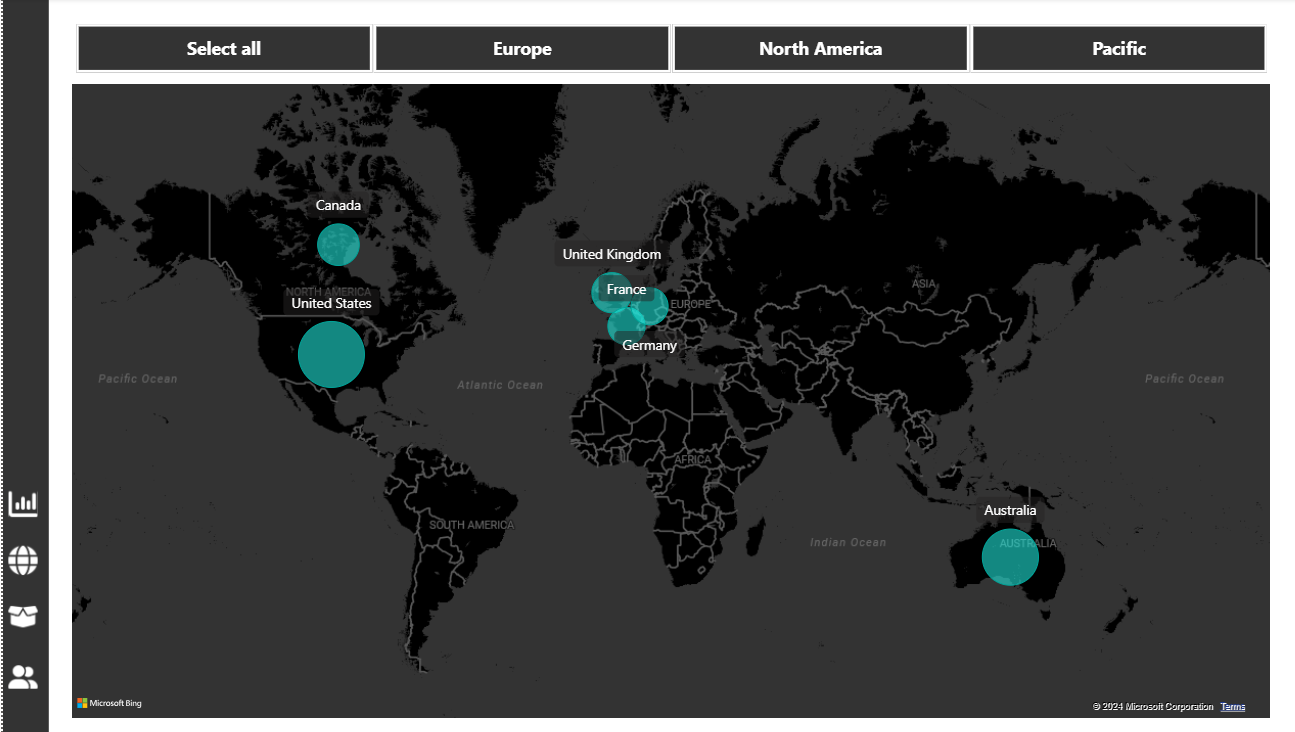 Select all
Europe
North America
Pacific
Canada
United Kingdom
NORTH AMERICA
United States
France
EUROPE
ASIA
Germany
Pacific Ocean
Atlantic Ocean
Pacific Ocean
AFRICA
SOUTH AMERICA
Indian Ocean
Australia
AUSTRALIA
Microsoft Bing
© 2024 Microsoft Corporation Terms